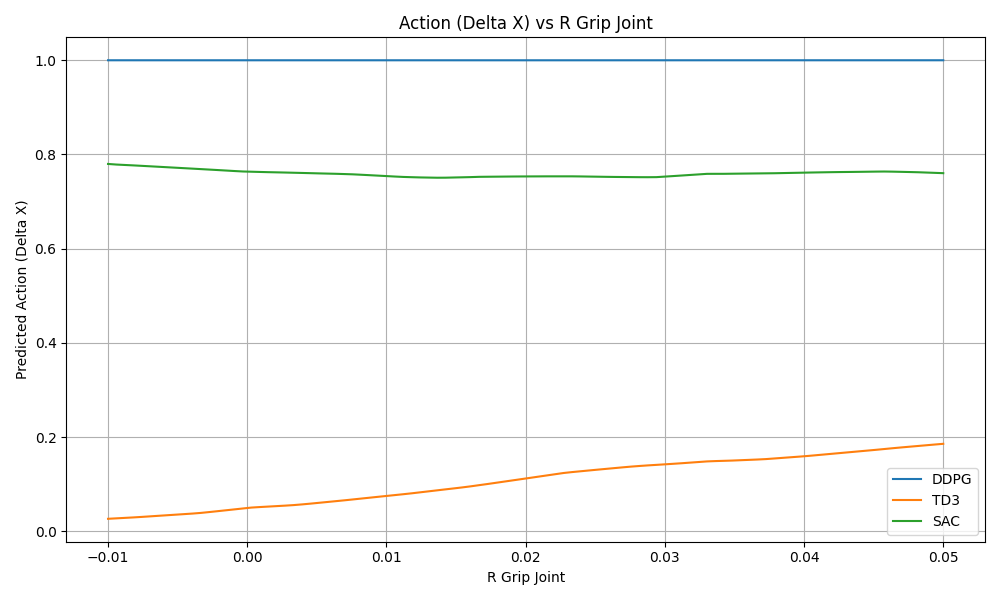 Action (Delta X) vs R Grip Joint
Predicted Action (Delta X)
1.0
0.8
0.6
0.4
0.2
0.0
−0.01 0.00 0.01 0.02 0.03 0.04 0.05
R Grip Joint
DDPG
TD3
SAC